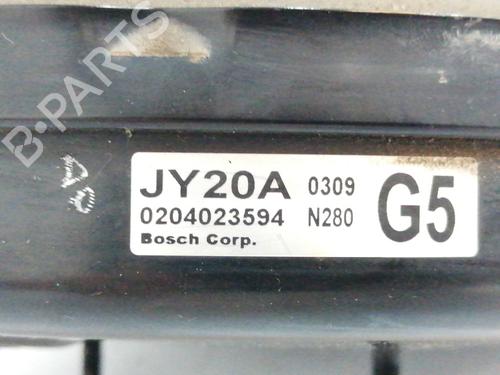 B-PARTS
JY20A 0309 G5
0204023594 N280
Bosch Corp.